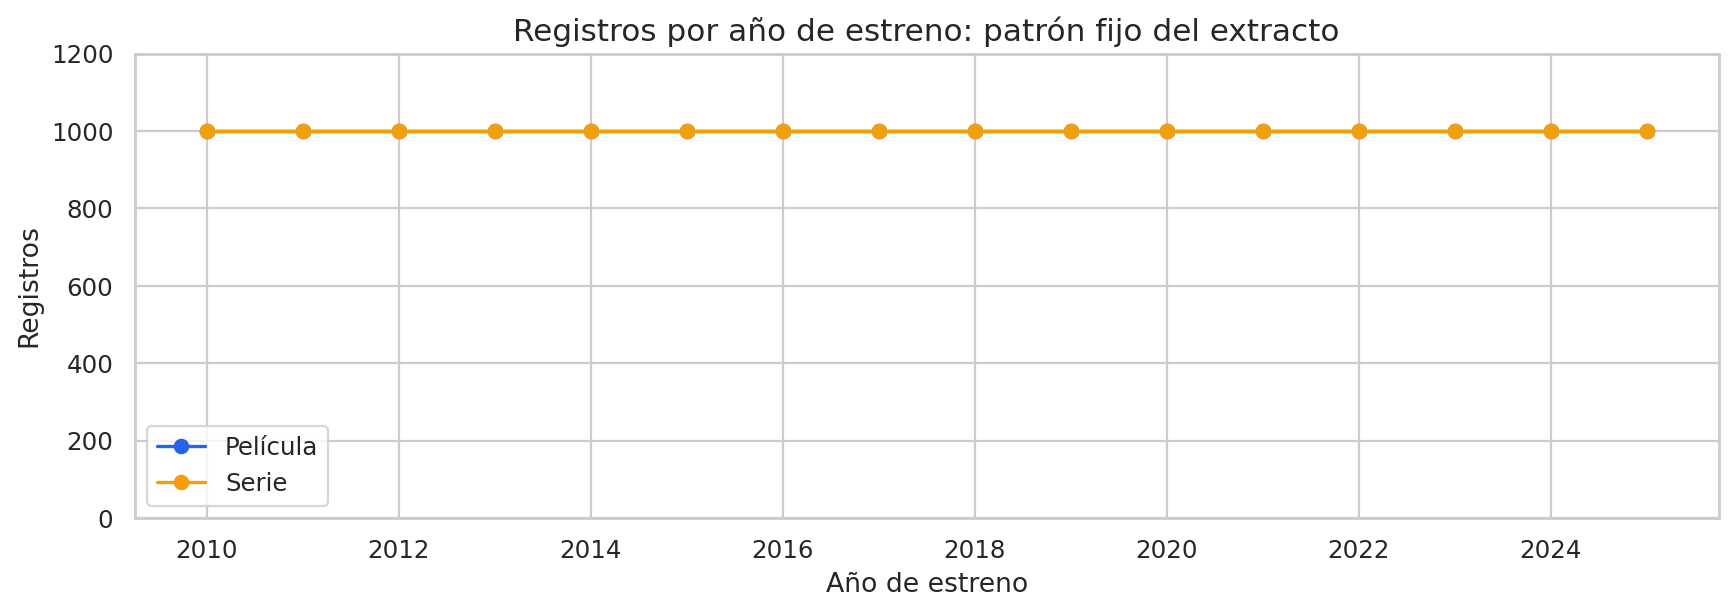 Registros por año de estreno: patrón fijo del extracto
1200
1000
800
600
400
200
0
Registros
Película
Serie
2010 2012 2014 2016 2018 2020 2022 2024
Año de estreno